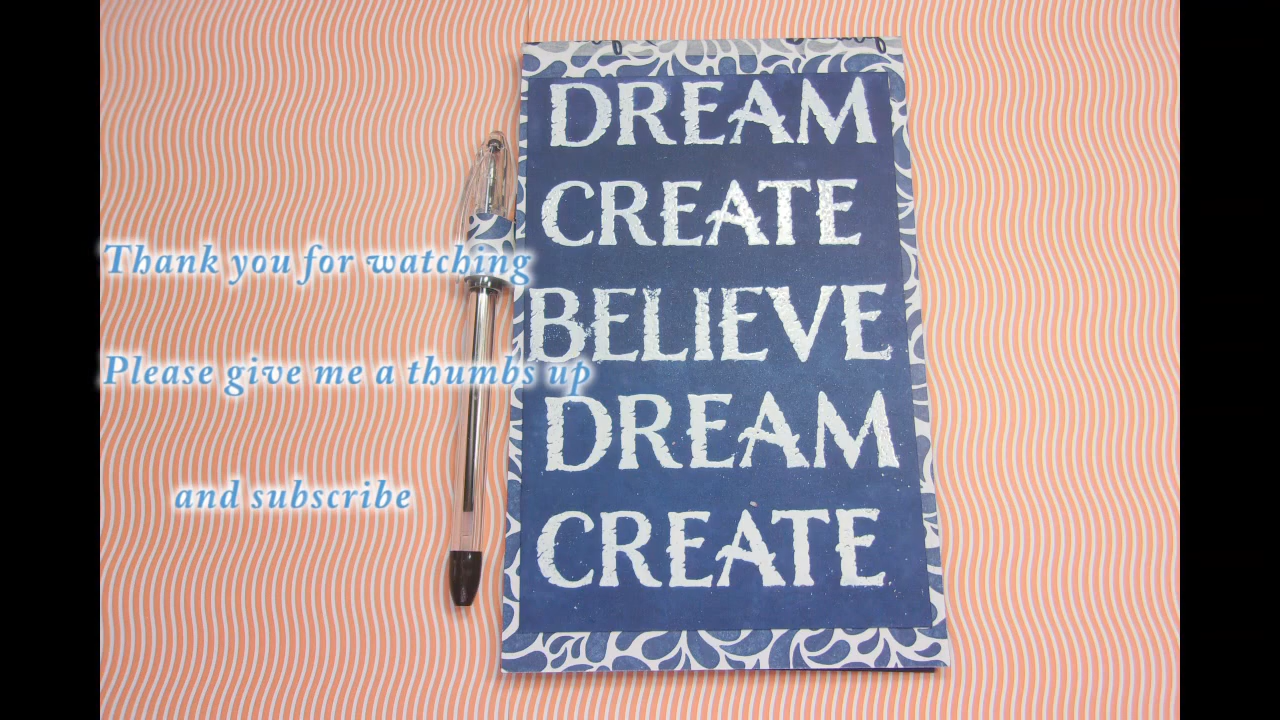 Thank you for watching
Please give me a thumbs up
and subscribe
DREAM
CREATE
BELIEVE
DREAM
CREATE